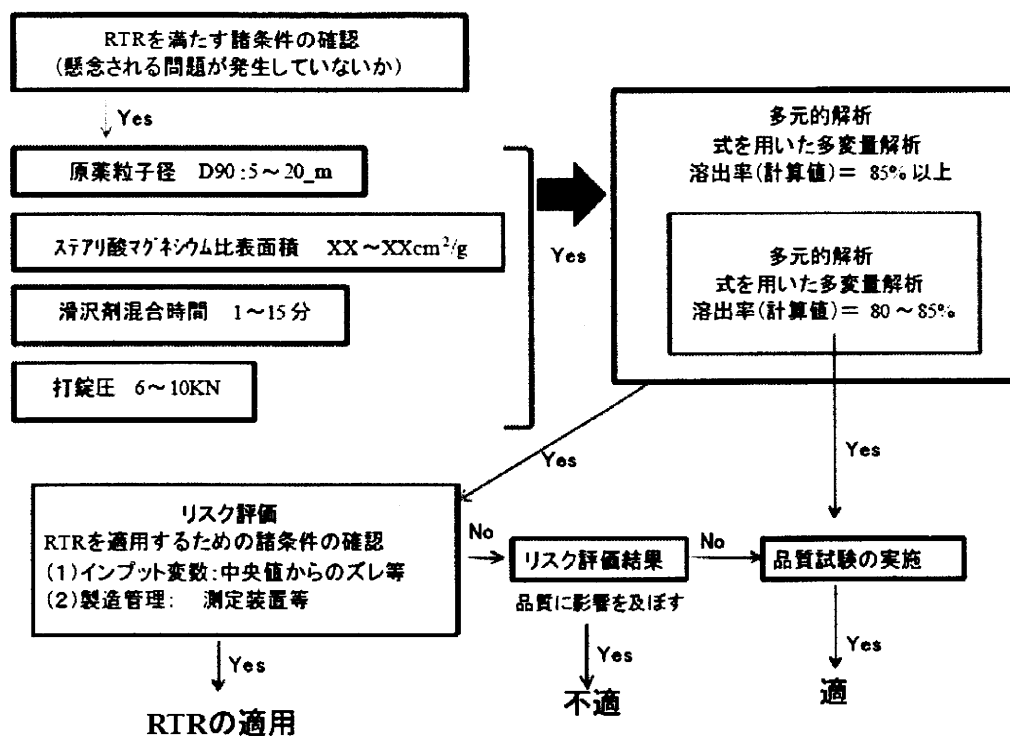 RTRを満たす諸条件の確認
(懸念される問題が発生していないか)
Yes
原薬粒子径 D90:5～20_m
ステアリ酸マグネシウム比表面積 XX～XXcm²/g
滑沢剤混合時間 1～15分
打錠圧 6～10KN
Yes
多元的解析
式を用いた多変量解析
溶出率(計算値)= 85%以上
多元的解析
式を用いた多変量解析
溶出率(計算値)= 80～85%
Yes
Yes
リスク評価
RTRを適用するための諸条件の確認
(1)インプット変数:中央値からのズレ等
(2)製造管理: 測定装置等
No
リスク評価結果
品質に影響を及ぼす
No
品質試験の実施
Yes
Yes
Yes
RTRの適用
不適
適